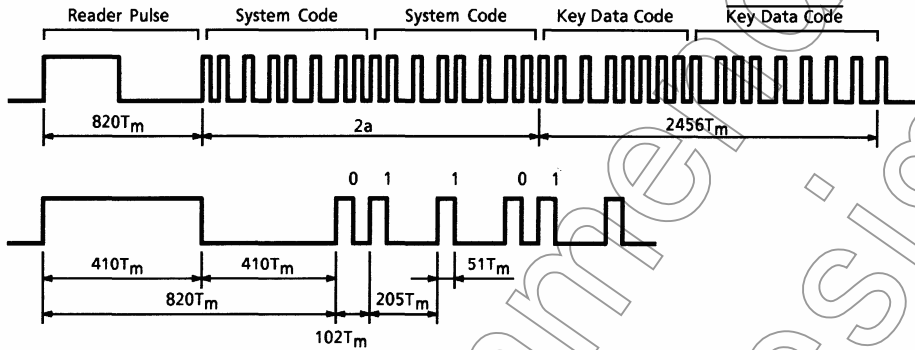 Reader Pulse System Code System Code Key Data Code Key Data Code
820Tm 2a 2456Tm
0 1 1 0 1
410Tm 410Tm 51Tm
820Tm 205Tm
102Tm